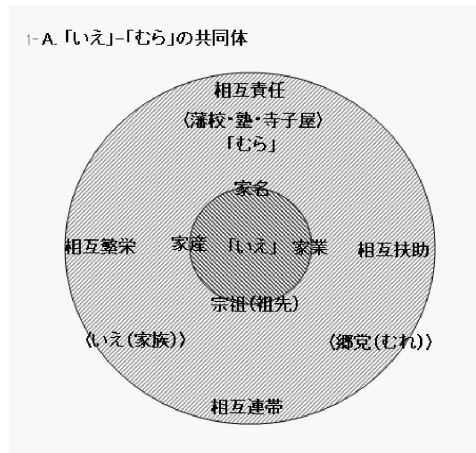 1-A.「いえ」-「むら」の共同体
相互責任
〈藩校・塾・寺子屋〉
「むら」
家名
相互繁栄 家産 「いえ」 家業 相互扶助
宗祖(祖先)
〈いえ(家族)〉 〈郷党(むれ)〉
相互連帯